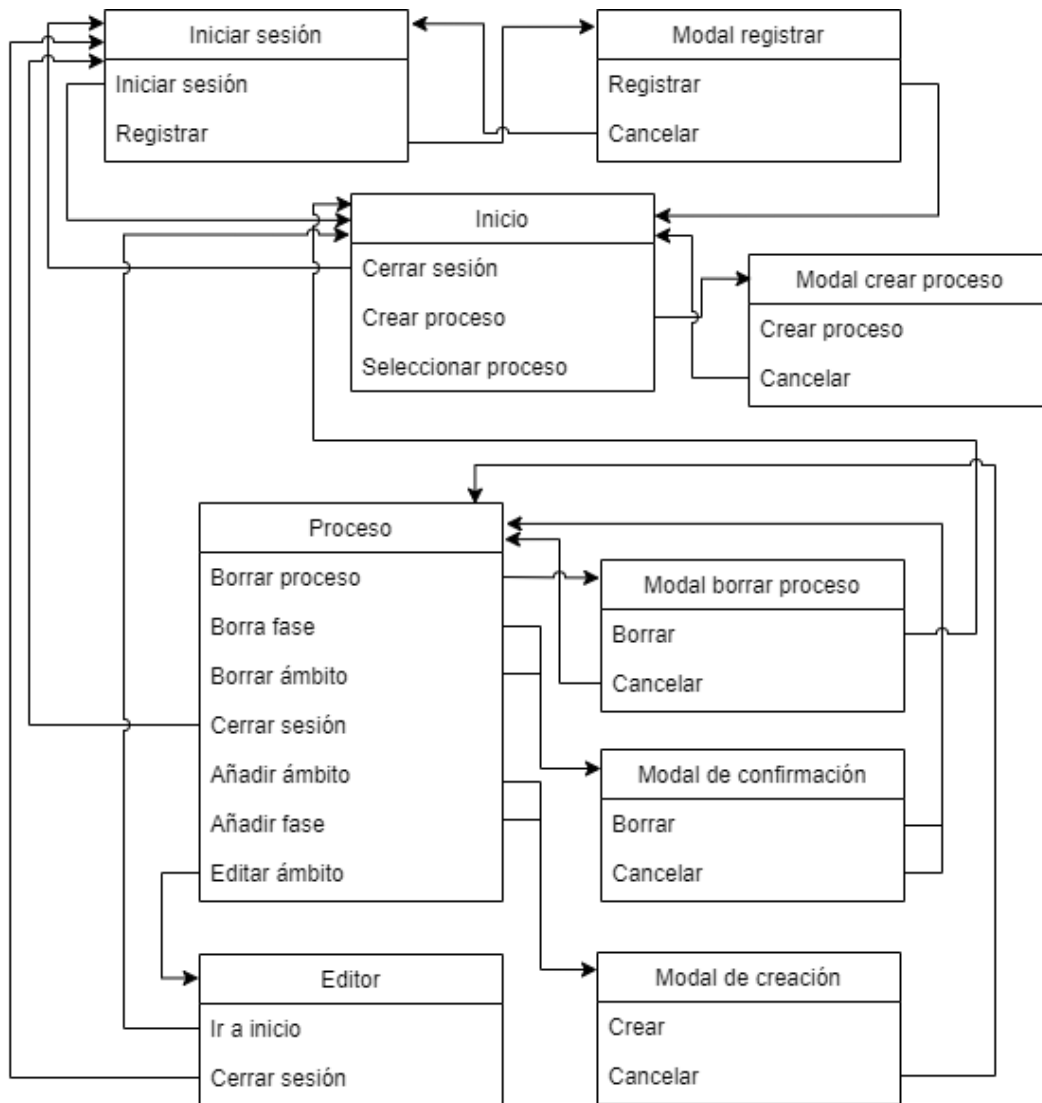 Iniciar sesión
Iniciar sesión
Registrar
Modal registrar
Registrar
Cancelar
Inicio
Cerrar sesión
Crear proceso
Seleccionar proceso
Modal crear proceso
Crear proceso
Cancelar
Proceso
Borrar proceso
Borra fase
Borrar ámbito
Cerrar sesión
Añadir ámbito
Añadir fase
Editar ámbito
Modal borrar proceso
Borrar
Cancelar
Modal de confirmación
Borrar
Cancelar
Editor
Ir a inicio
Cerrar sesión
Modal de creación
Crear
Cancelar